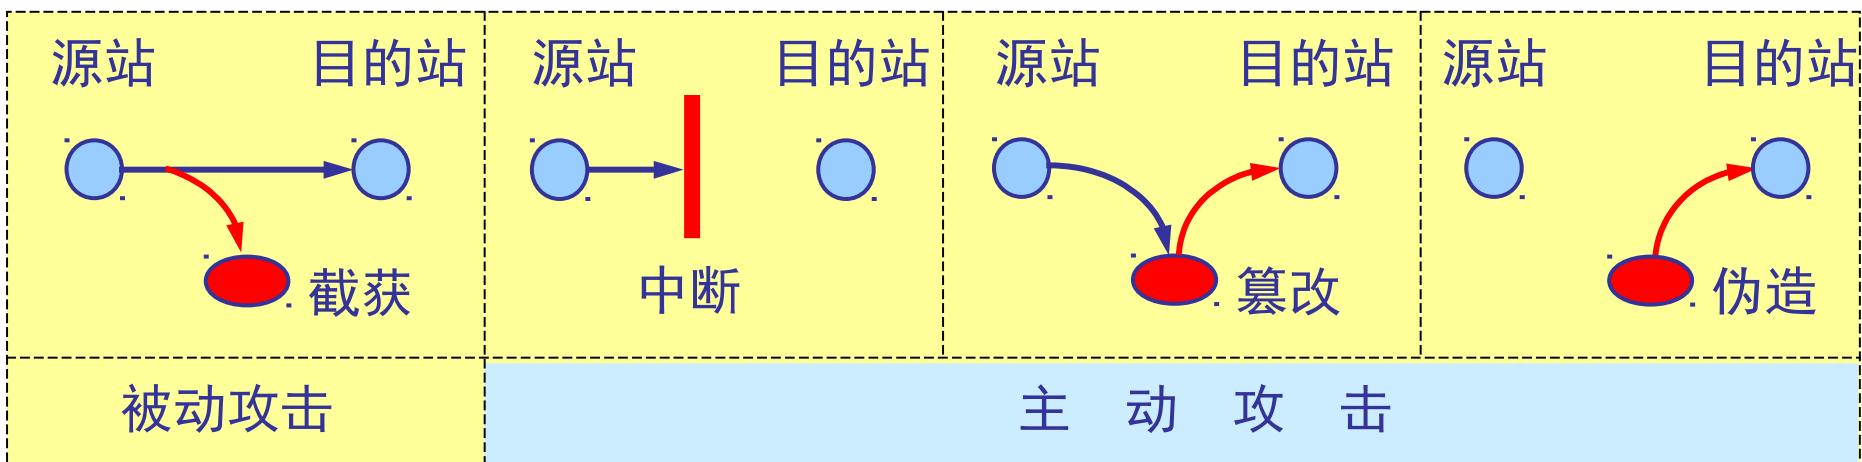 源站 目的站 源站 目的站 源站 目的站 源站 目的站
截获 中断 篡改 伪造
被动攻击 主动攻击